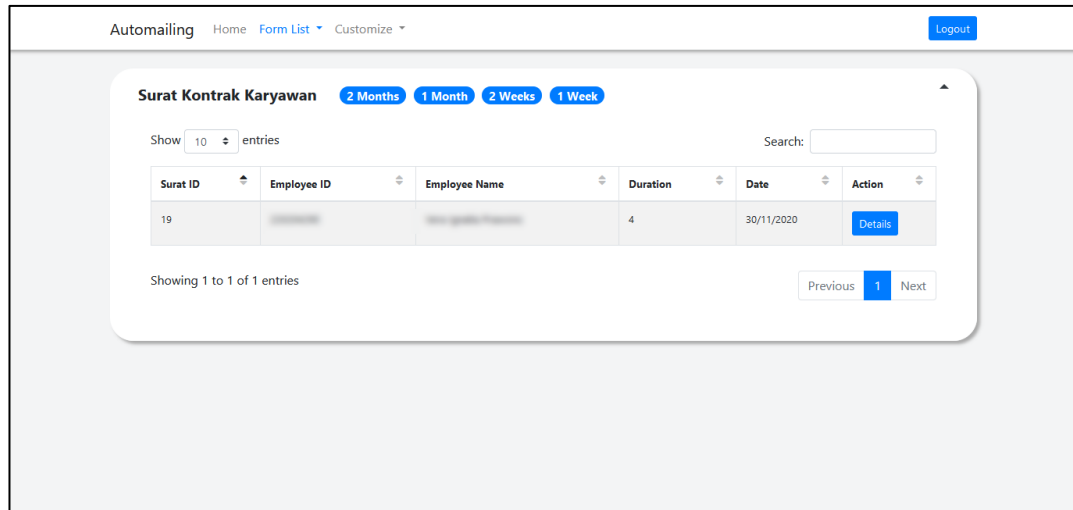 Automailing Home Form List Customize Logout
Surat Kontrak Karyawan 2 Months 1 Month 2 Weeks 1 Week
Show 10 entries Search:
Surat ID Employee ID Employee Name Duration Date Action
19 4 30/11/2020 Details
Showing 1 to 1 of 1 entries Previous 1 Next